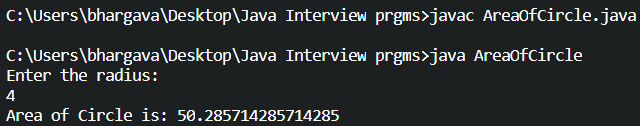 C:\Users\bhargava\Desktop\Java Interview prgms>javac AreaOfCircle.java
C:\Users\bhargava\Desktop\Java Interview prgms>java AreaOfCircle
Enter the radius:
4
Area of Circle is: 50.285714285714285